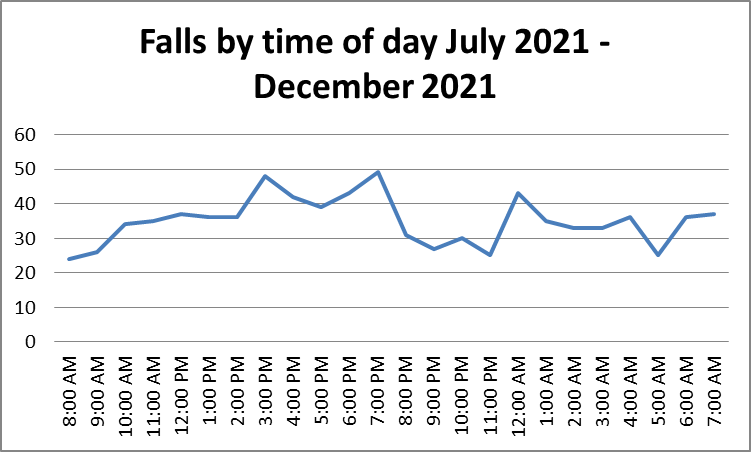 Falls by time of day July 2021 -
December 2021
60
50
40
30
20
10
0
8:00 AM
9:00 AM
10:00 AM
11:00 AM
12:00 PM
1:00 PM
2:00 PM
3:00 PM
4:00 PM
5:00 PM
6:00 PM
7:00 PM
8:00 PM
9:00 PM
10:00 PM
11:00 PM
12:00 AM
1:00 AM
2:00 AM
3:00 AM
4:00 AM
5:00 AM
6:00 AM
7:00 AM